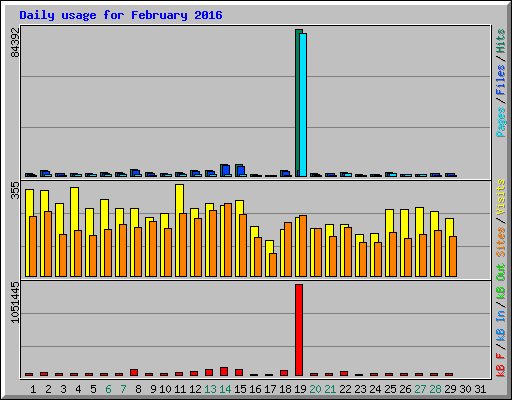 Daily usage for February 2016
84392
Pages/Files/Hits
355
Sites/Visits
1051445
kB F/kB In/kB Out
1 2 3 4 5 6 7 8 9 10 11 12 13 14 15 16 17 18 19 20 21 22 23 24 25 26 27 28 29 30 31